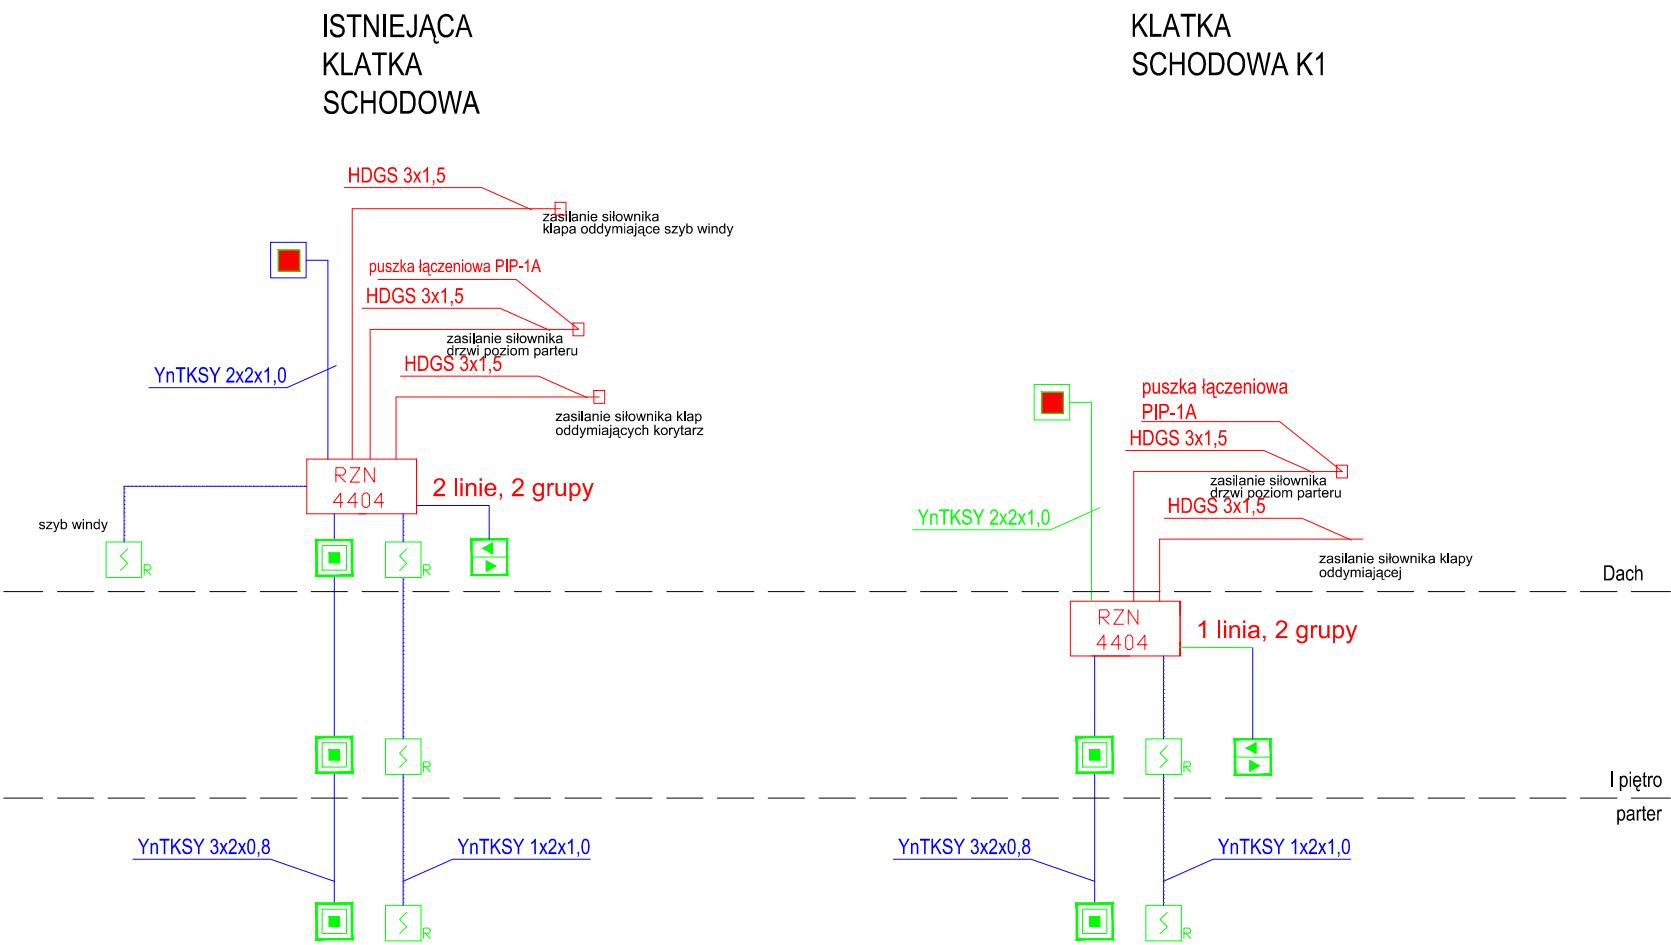 ISTNIEJĄCA
KLATKA
SCHODOWA
KLATKA
SCHODOWA K1
HDGS 3x1,5
zasilanie siłownika
klapa oddymiające szyb windy
puszka łączeniowa PIP-1A
HDGS 3x1,5
zasilanie siłownika
drzwi poziom parteru
HDGS 3x1,5
YnTKSY 2x2x1,0
zasilanie siłownika klap
oddymiających korytarz
RZN
4404
2 linie, 2 grupy
szyb windy
R
R
puszka łączeniowa
PIP-1A
HDGS 3x1,5
zasilanie siłownika
drzwi poziom parteru
HDGS 3x1,5
YnTKSY 2x2x1,0
zasilanie siłownika klapy
oddymiającej
Dach
RZN
4404
1 linia, 2 grupy
R
R
I piętro
parter
YnTKSY 3x2x0,8
YnTKSY 1x2x1,0
YnTKSY 3x2x0,8
YnTKSY 1x2x1,0
R
R